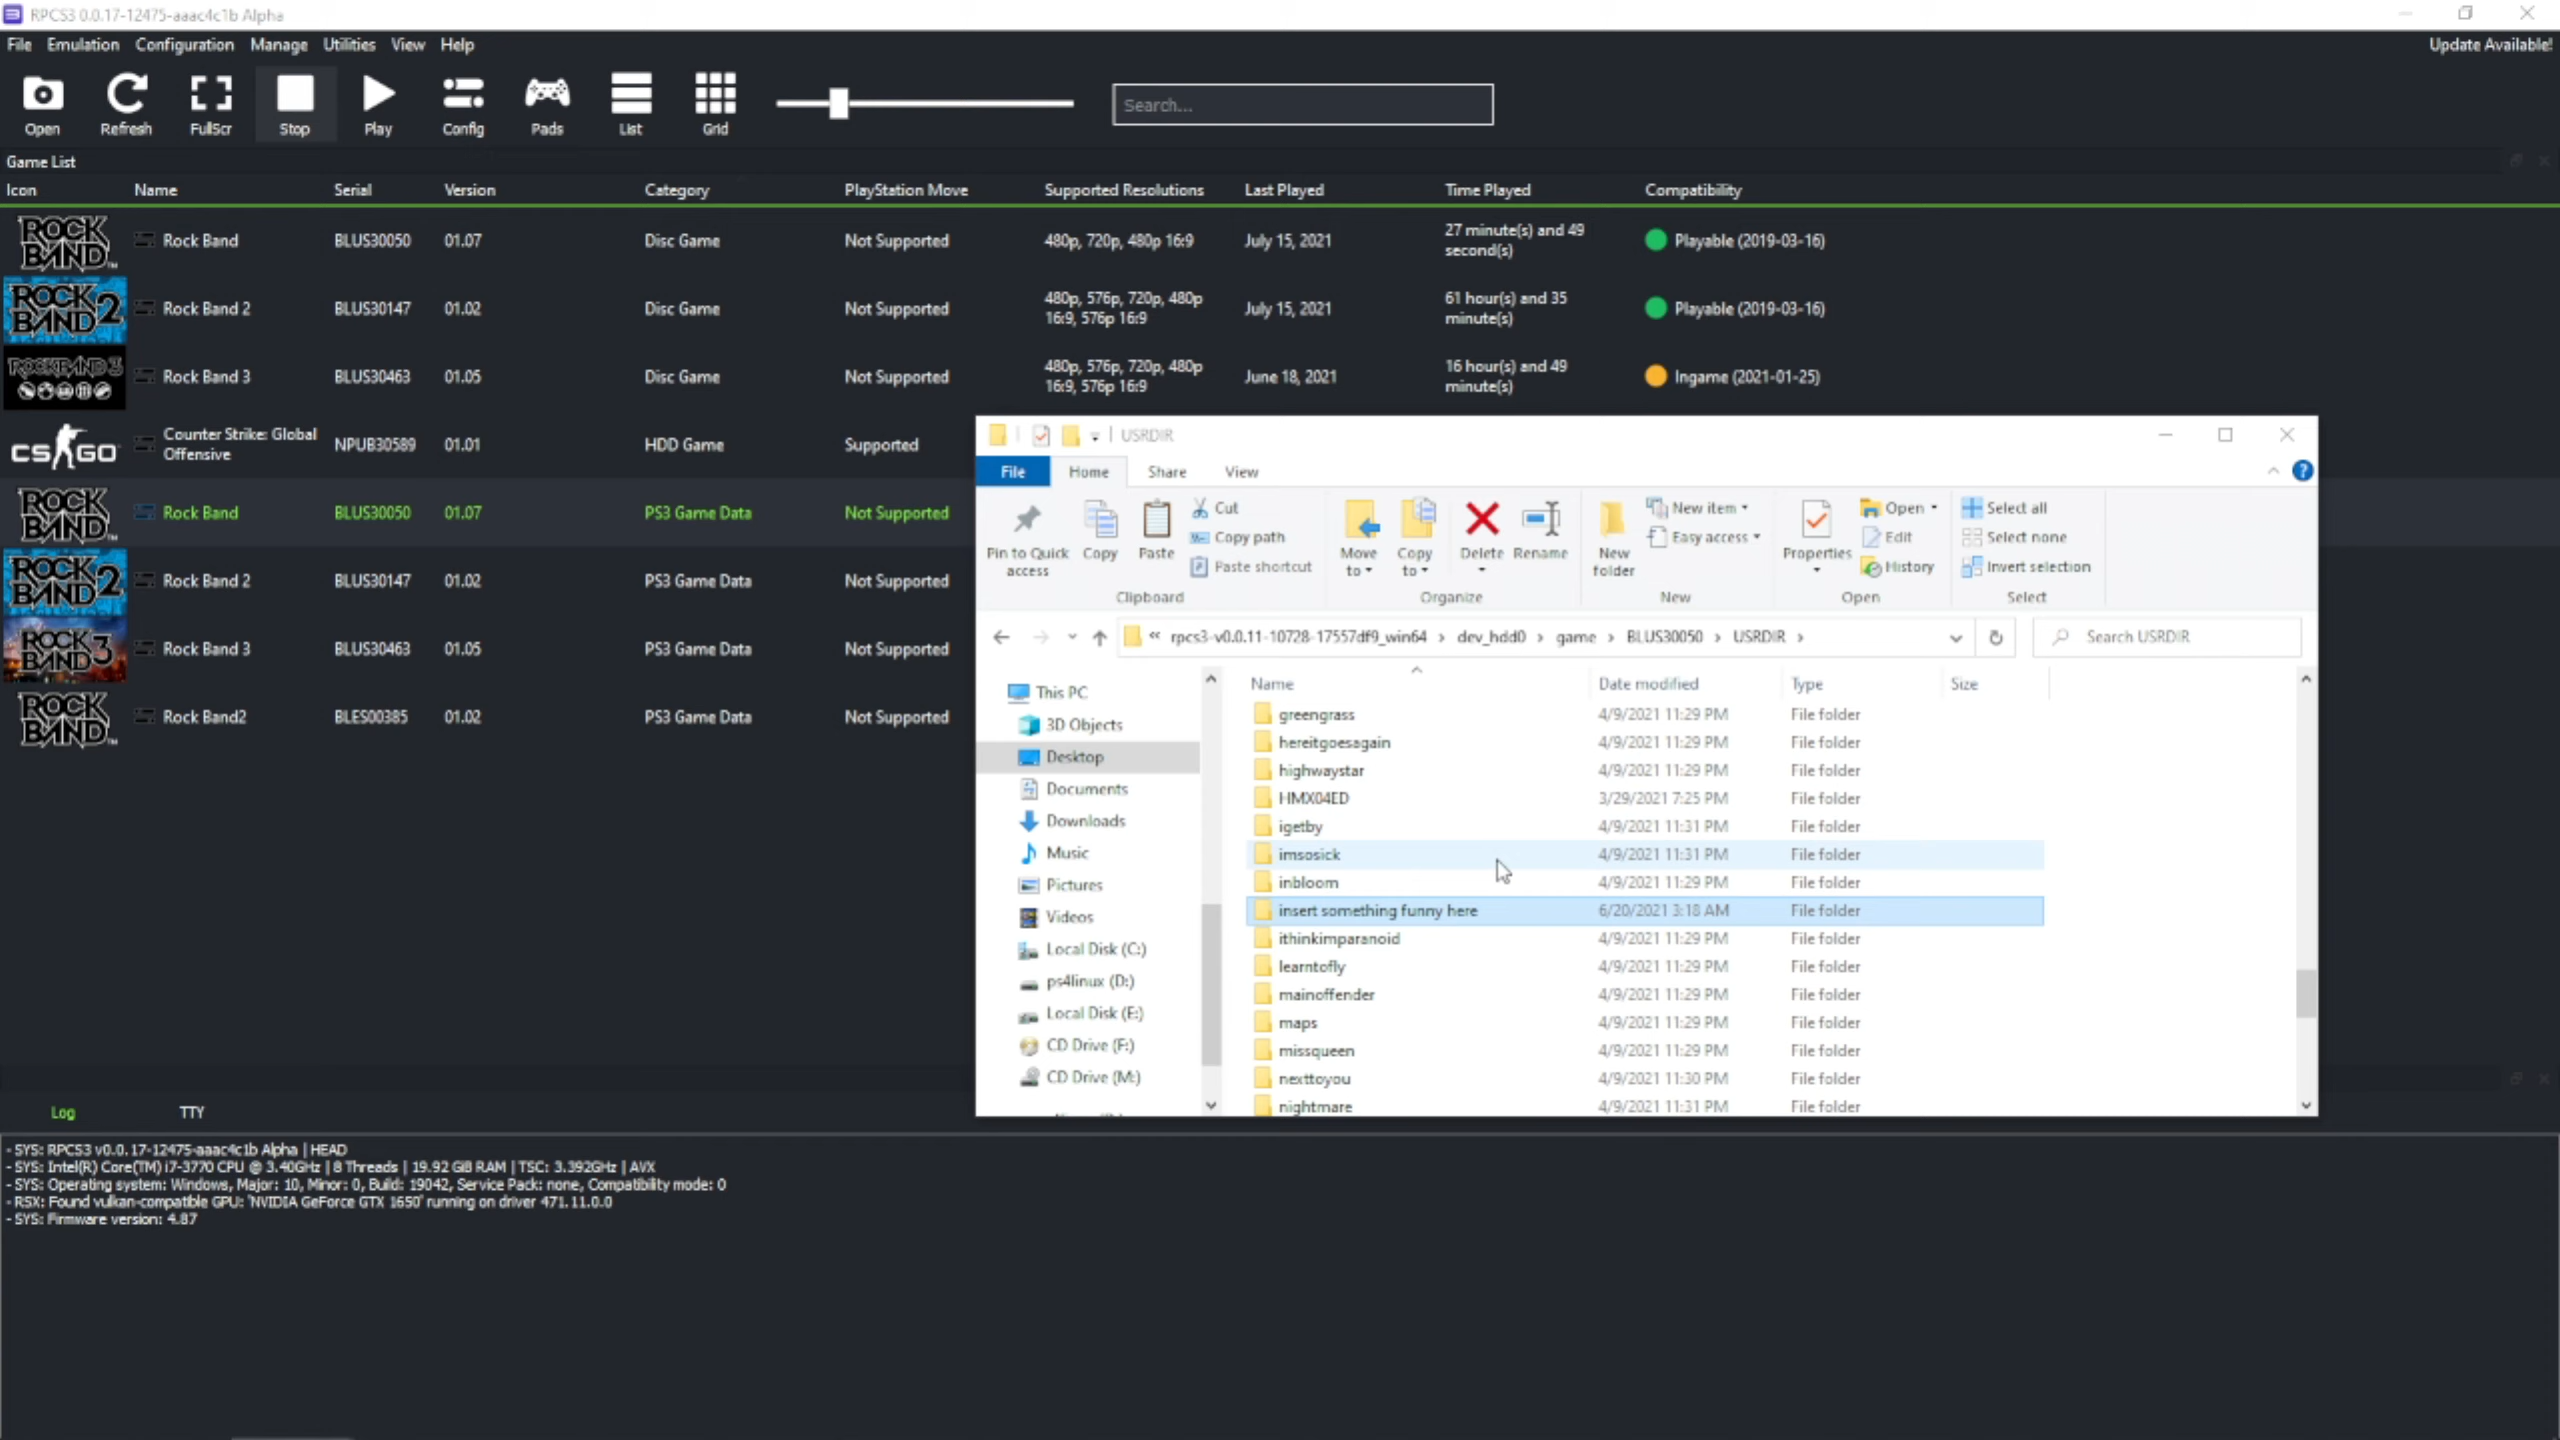 RPCS3 0.0.17-12475-aaac4c1b Alpha
File Emulation Configuration Manage Utilities View Help Update Available!
Open Refresh FullScr Stop Play Config Pads List Grid Search...
Game List
Icon Name Serial Version Category PlayStation Move Supported Resolutions Last Played Time Played Compatibility
ROCK BAND Rock Band BLUS30050 01.07 Disc Game Not Supported 480p, 720p, 480p 16:9 July 15, 2021 27 minute(s) and 49 second(s) Playable (2019-03-16)
ROCK BAND 2 Rock Band 2 BLUS30147 01.02 Disc Game Not Supported 480p, 576p, 720p, 480p 16:9, 576p 16:9 July 15, 2021 61 hour(s) and 35 minute(s) Playable (2019-03-16)
ROCKBAND 3 Rock Band 3 BLUS30463 01.05 Disc Game Not Supported 480p, 576p, 720p, 480p 16:9, 576p 16:9 June 18, 2021 16 hour(s) and 49 minute(s) Ingame (2021-01-25)
CS GO Counter Strike: Global Offensive NPUB30589 01.01 HDD Game Supported
ROCK BAND Rock Band BLUS30050 01.07 PS3 Game Data Not Supported
ROCK BAND 2 Rock Band 2 BLUS30147 01.02 PS3 Game Data Not Supported
ROCK BAND 3 Rock Band 3 BLUS30463 01.05 PS3 Game Data Not Supported
ROCK BAND Rock Band2 BLES00385 01.02 PS3 Game Data Not Supported
USRDIR
File Home Share View
Pin to Quick access Copy Paste Cut Copy path Paste shortcut Move to Copy to Delete Rename New folder New item Easy access Properties Open Edit History Select all Select none Invert selection
Clipboard Organize New Open Select
« rpcs3-v0.0.11-10728-17557df9_win64 › dev_hdd0 › game › BLUS30050 › USRDIR › Search USRDIR
This PC
3D Objects
Desktop
Documents
Downloads
Music
Pictures
Videos
Local Disk (C:)
ps4linux (D:)
Local Disk (E:)
CD Drive (F:)
CD Drive (M:)
Name Date modified Type Size
greengrass 4/9/2021 11:29 PM File folder
hereitgoesagain 4/9/2021 11:29 PM File folder
highwaystar 4/9/2021 11:29 PM File folder
HMX04ED 3/29/2021 7:25 PM File folder
igetby 4/9/2021 11:31 PM File folder
imsosick 4/9/2021 11:31 PM File folder
inbloom 4/9/2021 11:29 PM File folder
insert something funny here 6/20/2021 3:18 AM File folder
ithinkimparanoid 4/9/2021 11:29 PM File folder
learntofly 4/9/2021 11:29 PM File folder
mainoffender 4/9/2021 11:29 PM File folder
maps 4/9/2021 11:29 PM File folder
missqueen 4/9/2021 11:29 PM File folder
nexttoyou 4/9/2021 11:30 PM File folder
nightmare 4/9/2021 11:31 PM File folder
Log TTY
- SYS: RPCS3 v0.0.17-12475-aaac4c1b Alpha | HEAD
- SYS: Intel(R) Core(TM) i7-3770 CPU @ 3.40GHz | 8 Threads | 19.92 GiB RAM | TSC: 3.392GHz | AVX
- SYS: Operating system: Windows, Major: 10, Minor: 0, Build: 19042, Service Pack: none, Compatibility mode: 0
- RSX: Found vulkan-compatible GPU: 'NVIDIA GeForce GTX 1650' running on driver 471.11.0.0
- SYS: Firmware version: 4.87